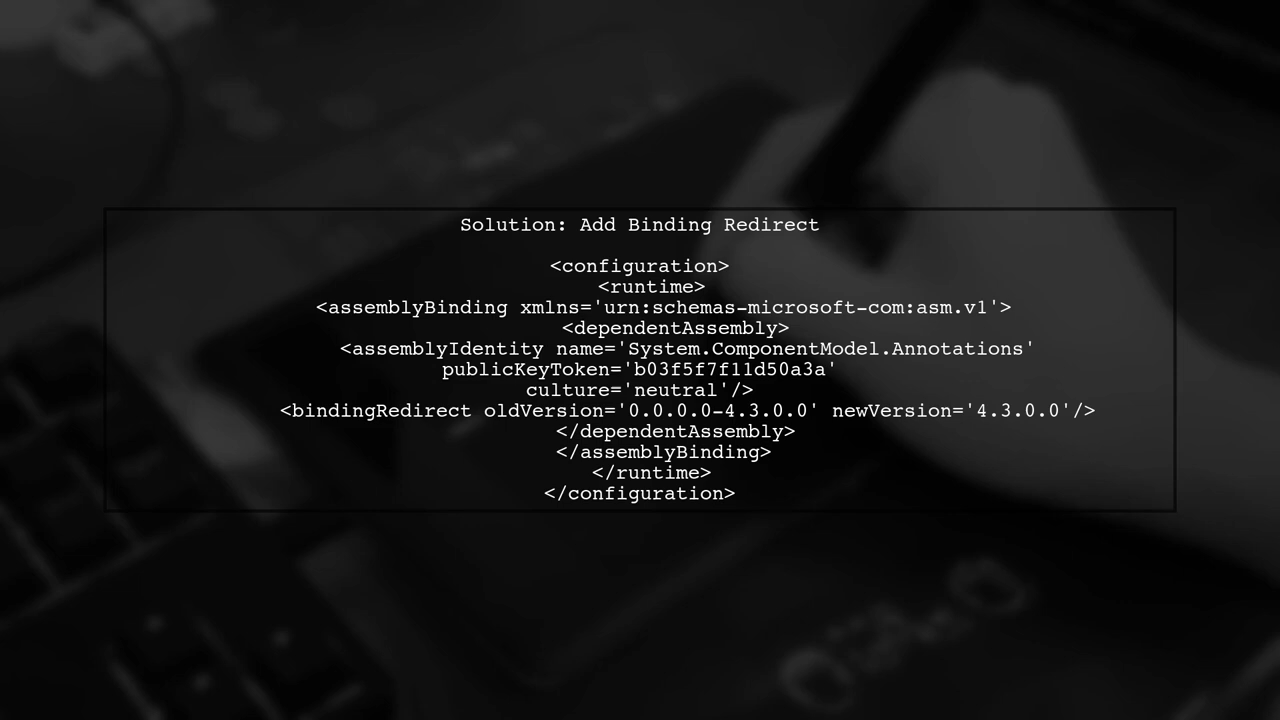 Solution: Add Binding Redirect
<configuration>
<runtime>
<assemblyBinding xmlns='urn:schemas-microsoft-com:asm.v1'>
<dependentAssembly>
<assemblyIdentity name='System.ComponentModel.Annotations'
publicKeyToken='b03f5f7f11d50a3a'
culture='neutral'/>
<bindingRedirect oldVersion='0.0.0.0-4.3.0.0' newVersion='4.3.0.0'/>
</dependentAssembly>
</assemblyBinding>
</runtime>
</configuration>